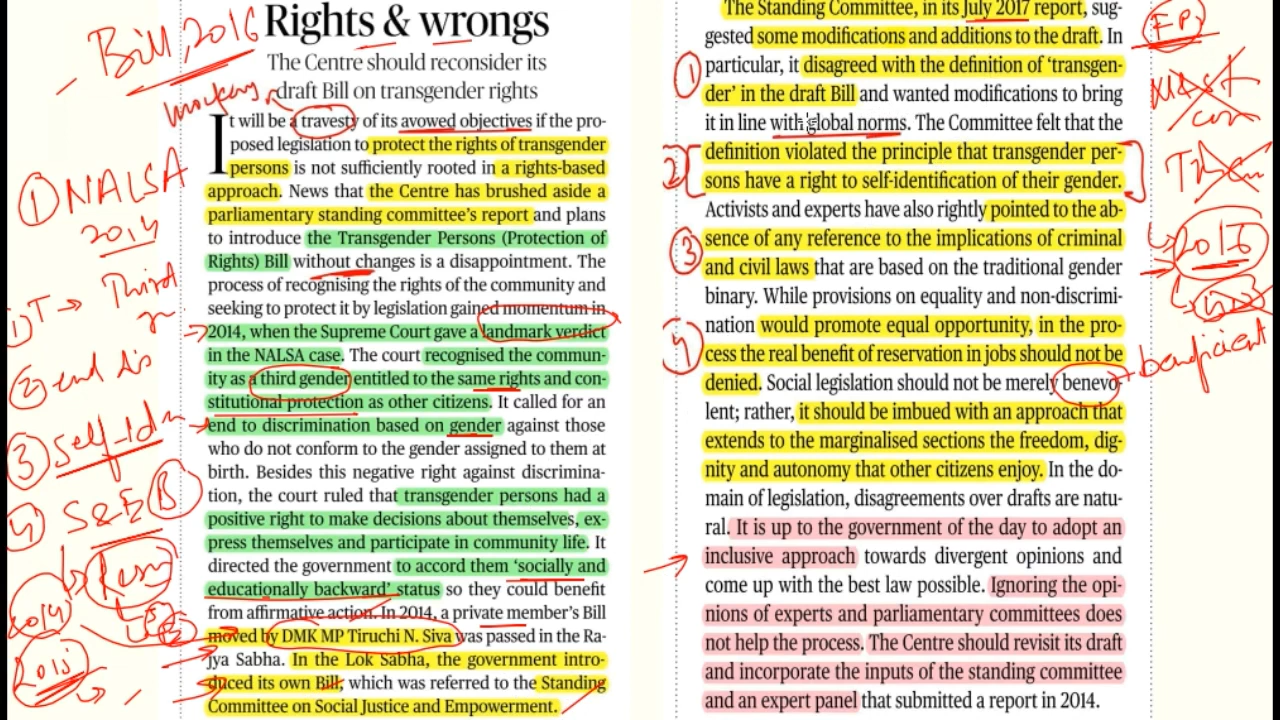 Rights & wrongs
The Centre should reconsider its
draft Bill on transgender rights
It will be a travesty of its avowed objectives if the pro-
posed legislation to protect the rights of transgender
persons is not sufficiently rooted in a rights-based
approach. News that the Centre has brushed aside a
parliamentary standing committee's report and plans
to introduce the Transgender Persons (Protection of
Rights) Bill without changes is a disappointment. The
process of recognising the rights of the community and
seeking to protect it by legislation gained momentum in
2014, when the Supreme Court gave a landmark verdict
in the NALSA case. The court recognised the commun-
ity as a third gender entitled to the same rights and con-
stitutional protection as other citizens. It called for an
end to discrimination based on gender against those
who do not conform to the gender assigned to them at
birth. Besides this negative right against discrimina-
tion, the court ruled that transgender persons had a
positive right to make decisions about themselves, ex-
press themselves and participate in community life. It
directed the government to accord them 'socially and
educationally backward' status so they could benefit
from affirmative action. In 2014, a private member's Bill
moved by DMK MP Tiruchi N. Siva was passed in the Ra-
jya Sabha. In the Lok Sabha, the government intro-
duced its own Bill, which was referred to the Standing
Committee on Social Justice and Empowerment.
The Standing Committee, in its July 2017 report, sug-
gested some modifications and additions to the draft. In
particular, it disagreed with the definition of 'transgen-
der' in the draft Bill and wanted modifications to bring
it in line with global norms. The Committee felt that the
definition violated the principle that transgender per-
sons have a right to self-identification of their gender.
Activists and experts have also rightly pointed to the ab-
sence of any reference to the implications of criminal
and civil laws that are based on the traditional gender
binary. While provisions on equality and non-discrimi-
nation would promote equal opportunity, in the pro-
cess the real benefit of reservation in jobs should not be
denied. Social legislation should not be merely benevo-
lent; rather, it should be imbued with an approach that
extends to the marginalised sections the freedom, dig-
nity and autonomy that other citizens enjoy. In the do-
main of legislation, disagreements over drafts are natu-
ral. It is up to the government of the day to adopt an
inclusive approach towards divergent opinions and
come up with the best law possible. Ignoring the opi-
nions of experts and parliamentary committees does
not help the process. The Centre should revisit its draft
and incorporate the inputs of the standing committee
and an expert panel that submitted a report in 2014.
Bill, 2016
mockery
1 NALSA
2014
1 T → Third
2 end dis
3 Self-Idn
4 S&E B
2014
1
2
3
4
beneficient